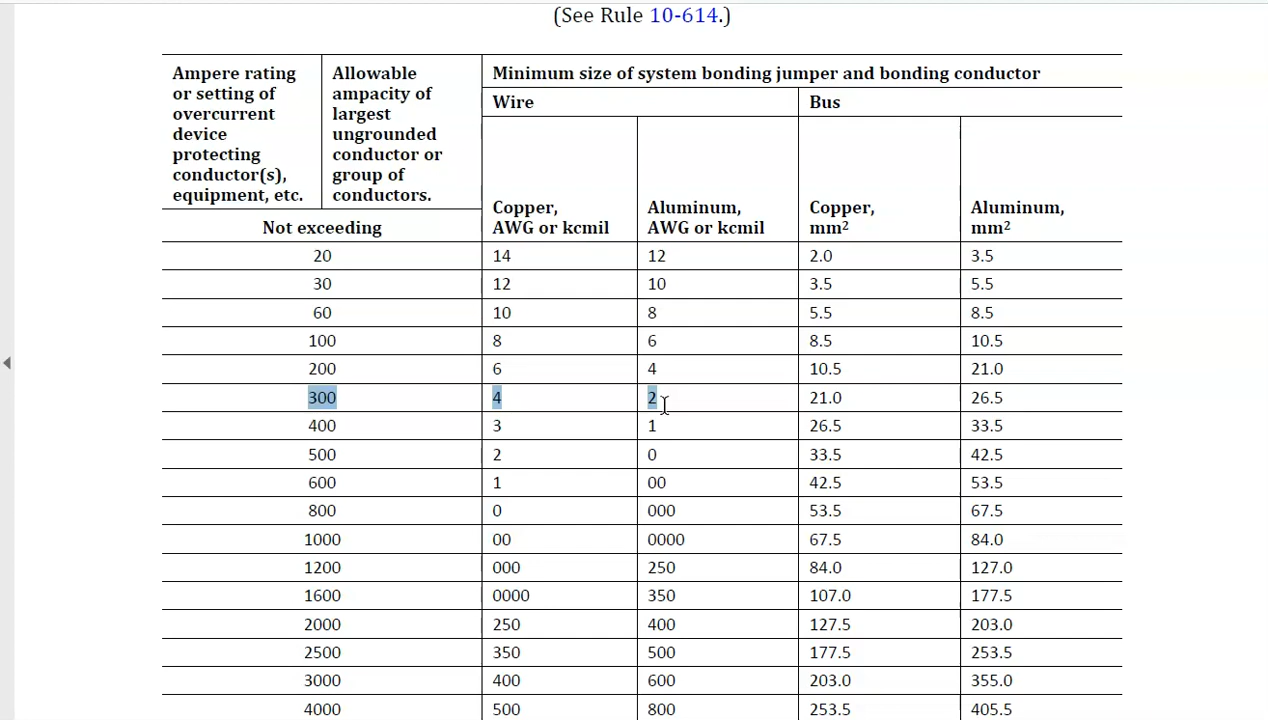 (See Rule 10-614.)
Ampere rating
or setting of
overcurrent
device
protecting
conductor(s),
equipment, etc.
Allowable
ampacity of
largest
ungrounded
conductor or
group of
conductors.
Minimum size of system bonding jumper and bonding conductor
Wire
Bus
Copper,
AWG or kcmil
Aluminum,
AWG or kcmil
Copper,
mm²
Aluminum,
mm²
Not exceeding
20 14 12 2.0 3.5
30 12 10 3.5 5.5
60 10 8 5.5 8.5
100 8 6 8.5 10.5
200 6 4 10.5 21.0
300 4 2 21.0 26.5
400 3 1 26.5 33.5
500 2 0 33.5 42.5
600 1 00 42.5 53.5
800 0 000 53.5 67.5
1000 00 0000 67.5 84.0
1200 000 250 84.0 127.0
1600 0000 350 107.0 177.5
2000 250 400 127.5 203.0
2500 350 500 177.5 253.5
3000 400 600 203.0 355.0
4000 500 800 253.5 405.5